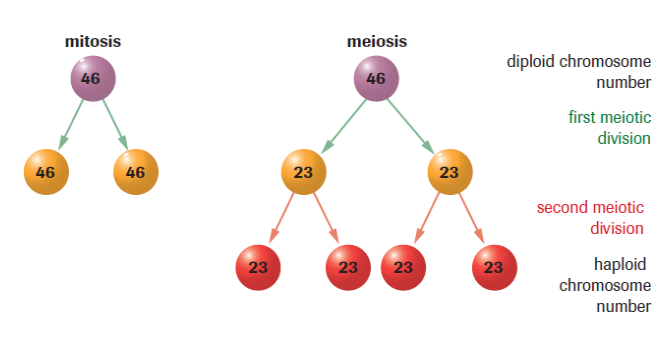 mitosis
meiosis
46
46
diploid chromosome
number
first meiotic
division
46
46
23
23
second meiotic
division
23
23
23
23
haploid
chromosome
number